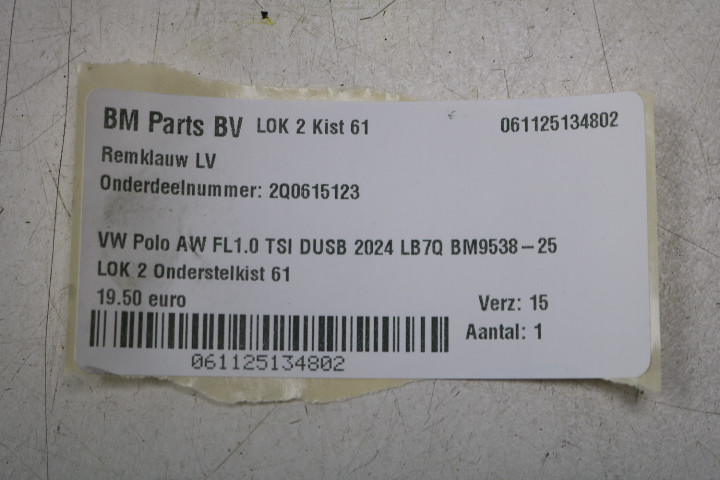 BM Parts BV LOK 2 Kist 61 061125134802
Remklauw LV
Onderdeelnummer: 2Q0615123
VW Polo AW FL1.0 TSI DUSB 2024 LB7Q BM9538-25
LOK 2 Onderstelkist 61
19.50 euro Verz: 15
Aantal: 1
061125134802